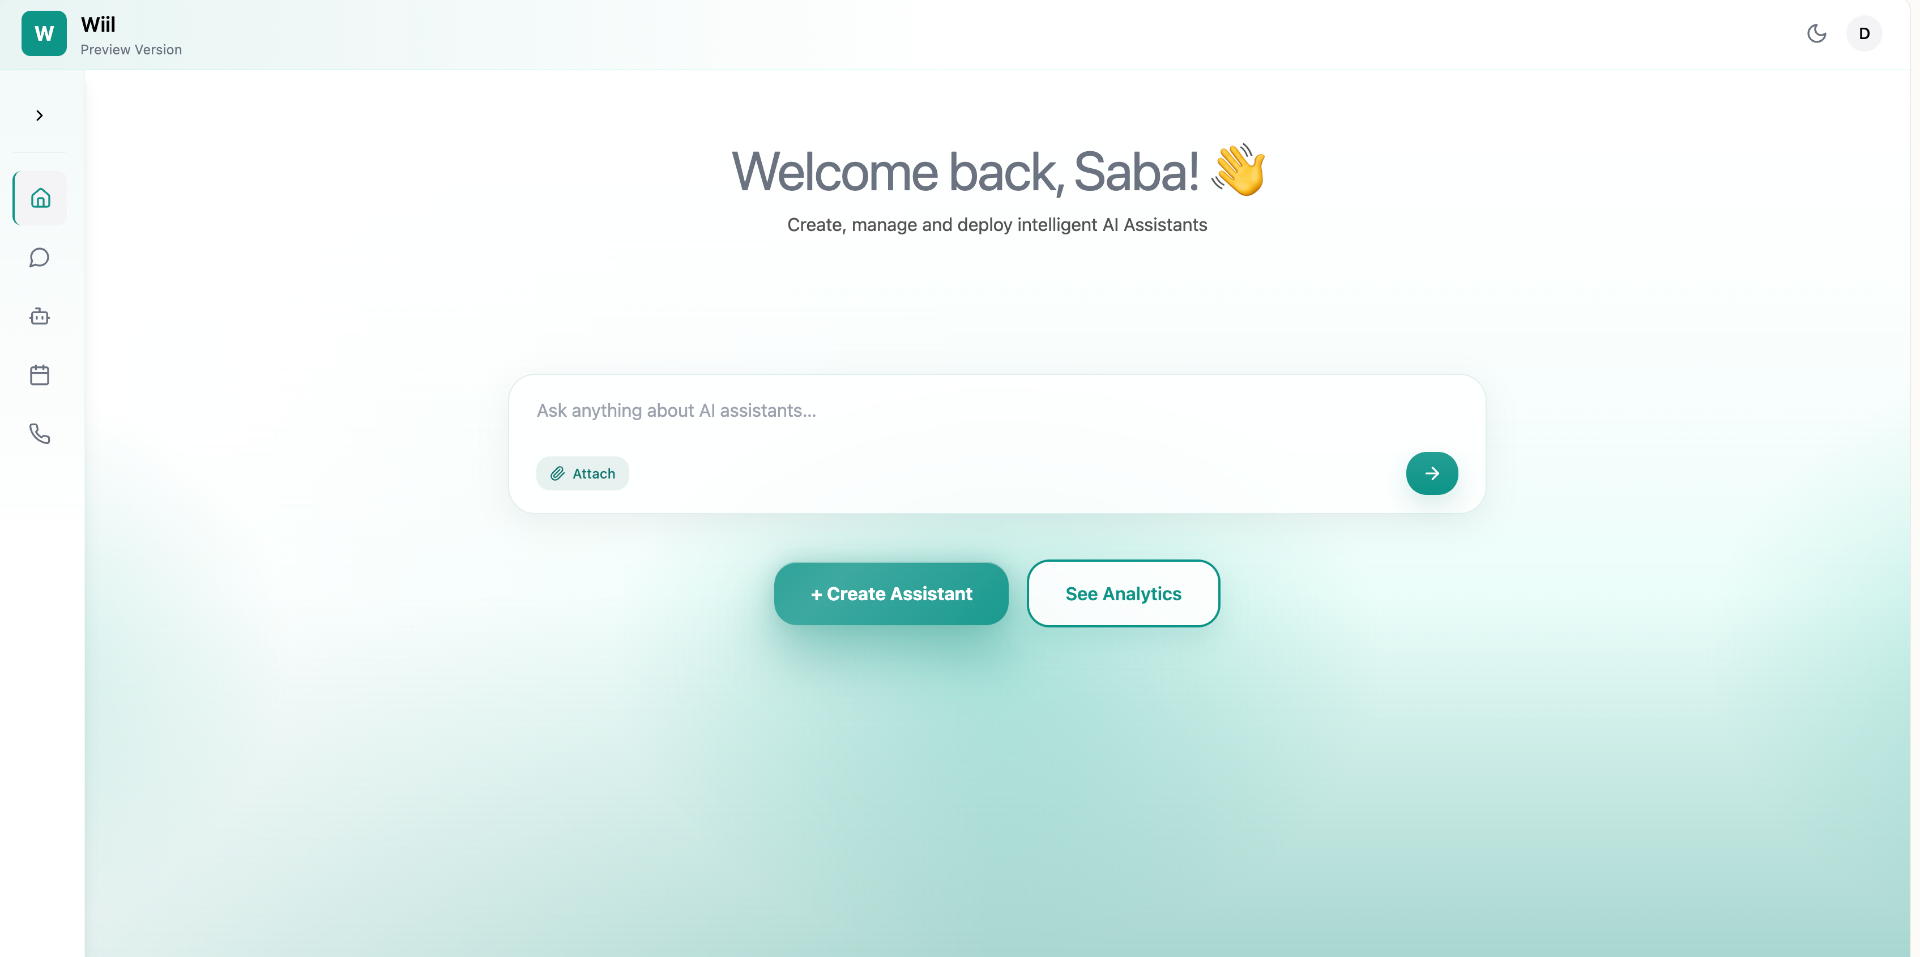 W
Wiil
Preview Version
D
Welcome back, Saba! 👋
Create, manage and deploy intelligent AI Assistants
Ask anything about AI assistants...
Attach
+ Create Assistant
See Analytics